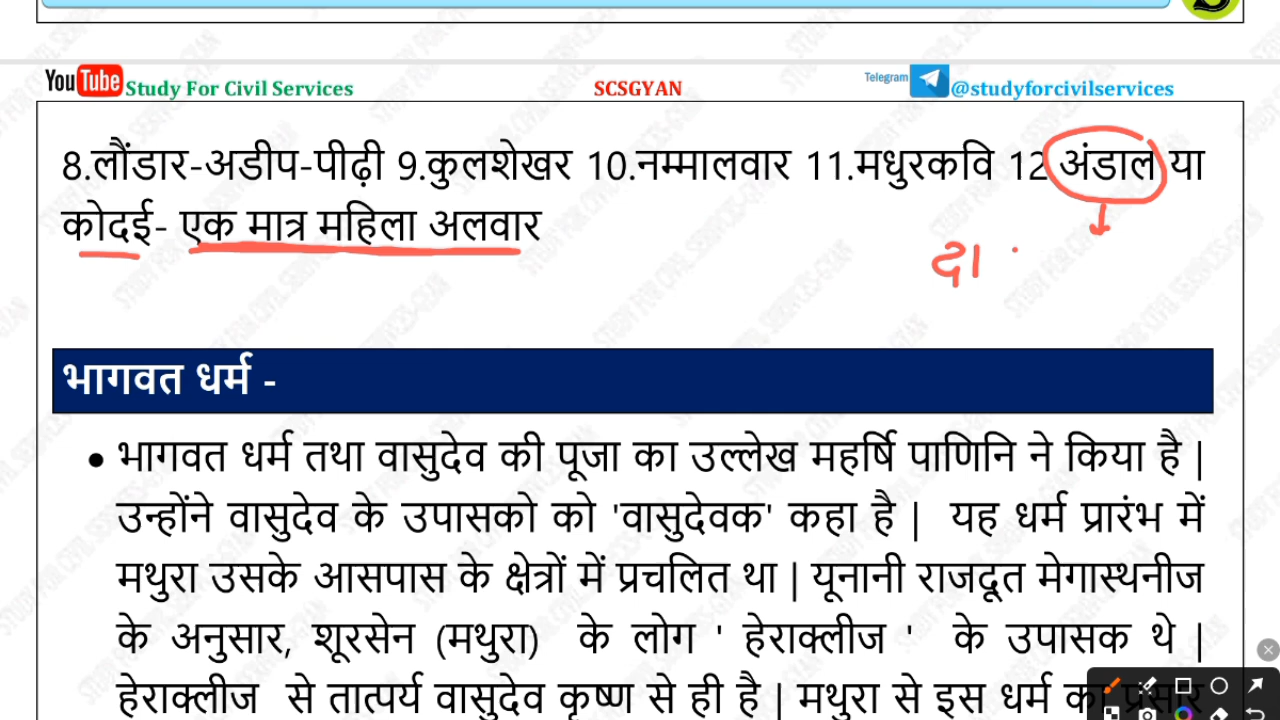 YouTube Study For Civil Services SCSGYAN Telegram @studyforcivilservices
8.लौंडार-अडीप-पीढ़ी 9.कुलशेखर 10.नम्मालवार 11.मधुरकवि 12 अंडाल या
कोदई- एक मात्र महिला अलवार
दा
भागवत धर्म -
• भागवत धर्म तथा वासुदेव की पूजा का उल्लेख महर्षि पाणिनि ने किया है |
उन्होंने वासुदेव के उपासको को 'वासुदेवक' कहा है | यह धर्म प्रारंभ में
मथुरा उसके आसपास के क्षेत्रों में प्रचलित था | यूनानी राजदूत मेगास्थनीज
के अनुसार, शूरसेन (मथुरा) के लोग ' हेराक्लीज ' के उपासक थे |
हेराक्लीज से तात्पर्य वासुदेव कृष्ण से ही है | मथुरा से इस धर्म का प्रसार